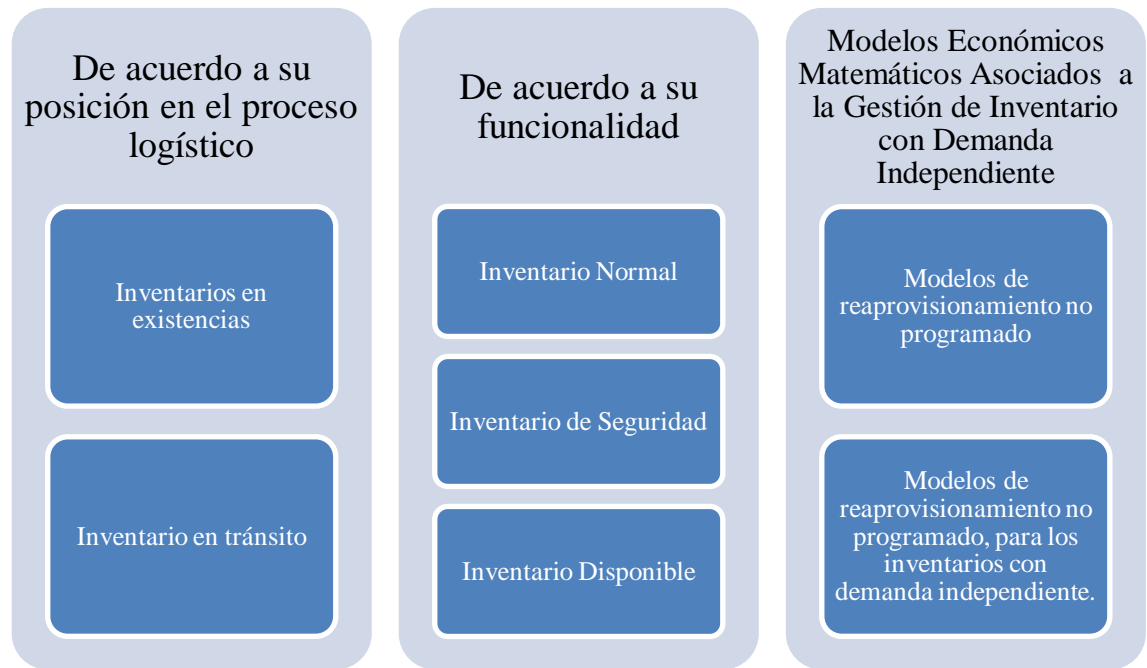 De acuerdo a su
posición en el proceso
logístico
Inventarios en
existencias
Inventario en tránsito
De acuerdo a su
funcionalidad
Inventario Normal
Inventario de Seguridad
Inventario Disponible
Modelos Económicos
Matemáticos Asociados a
la Gestión de Inventario
con Demanda
Independiente
Modelos de
reaprovisionamiento no
programado
Modelos de
reaprovisionamiento no
programado, para los
inventarios con
demanda independiente.